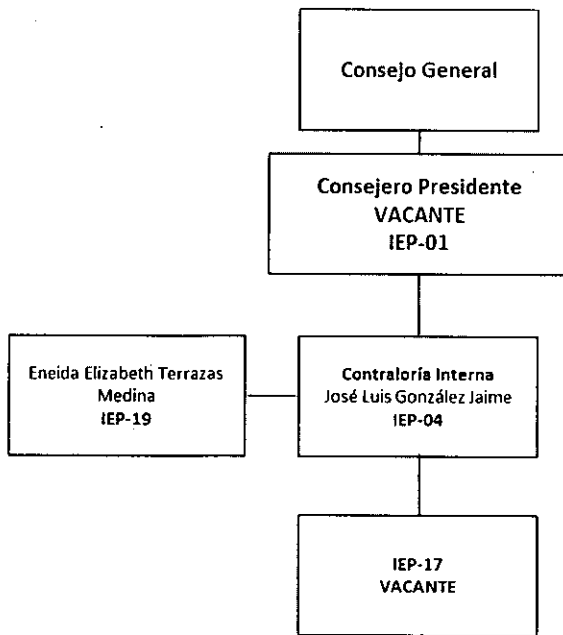 Consejo General
Consejero Presidente
VACANTE
IEP-01
Eneida Elizabeth Terrazas
Medina
IEP-19
Contraloría Interna
José Luis González Jaime
IEP-04
IEP-17
VACANTE